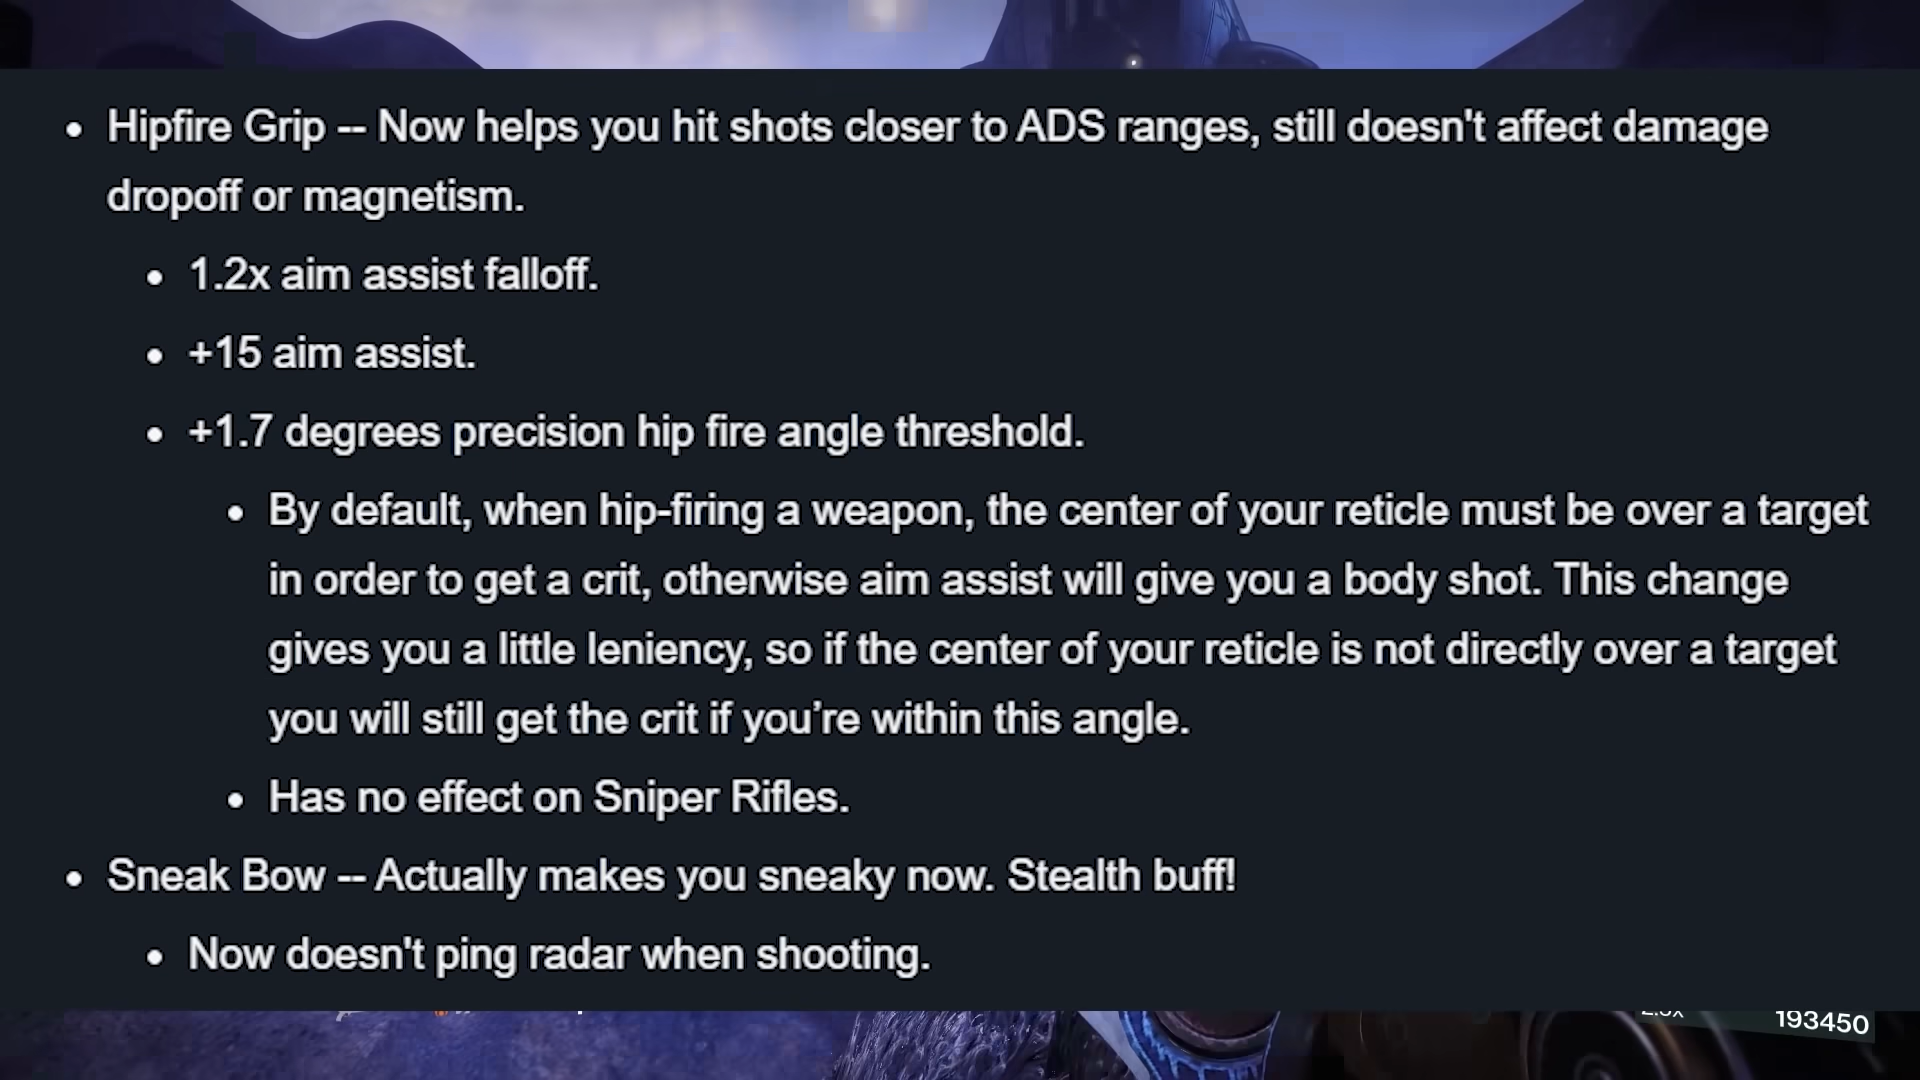 Hipfire Grip -- Now helps you hit shots closer to ADS ranges, still doesn't affect damage
dropoff or magnetism.
1.2x aim assist falloff.
+15 aim assist.
+1.7 degrees precision hip fire angle threshold.
By default, when hip-firing a weapon, the center of your reticle must be over a target
in order to get a crit, otherwise aim assist will give you a body shot. This change
gives you a little leniency, so if the center of your reticle is not directly over a target
you will still get the crit if you’re within this angle.
Has no effect on Sniper Rifles.
Sneak Bow -- Actually makes you sneaky now. Stealth buff!
Now doesn't ping radar when shooting.
193450